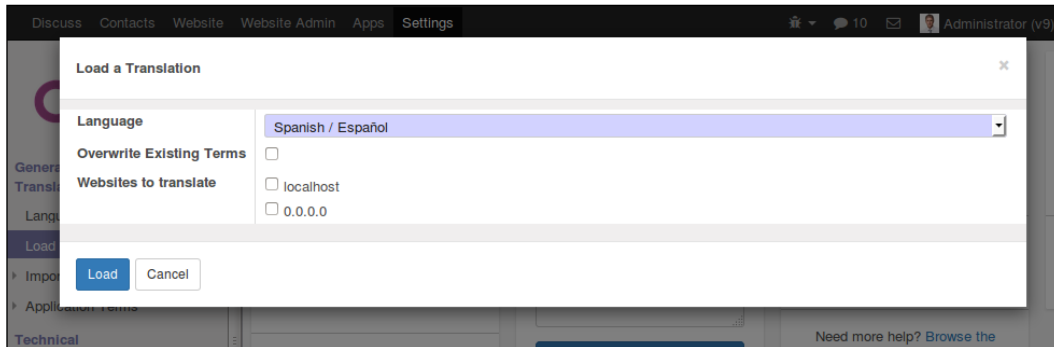 Discuss Contacts Website Website Admin Apps Settings 10 Administrator (v9)
Load a Translation ×
Language Spanish / Español
Overwrite Existing Terms
Websites to translate localhost
0.0.0.0
Load Cancel
Load
Technical
Need more help? Browse the